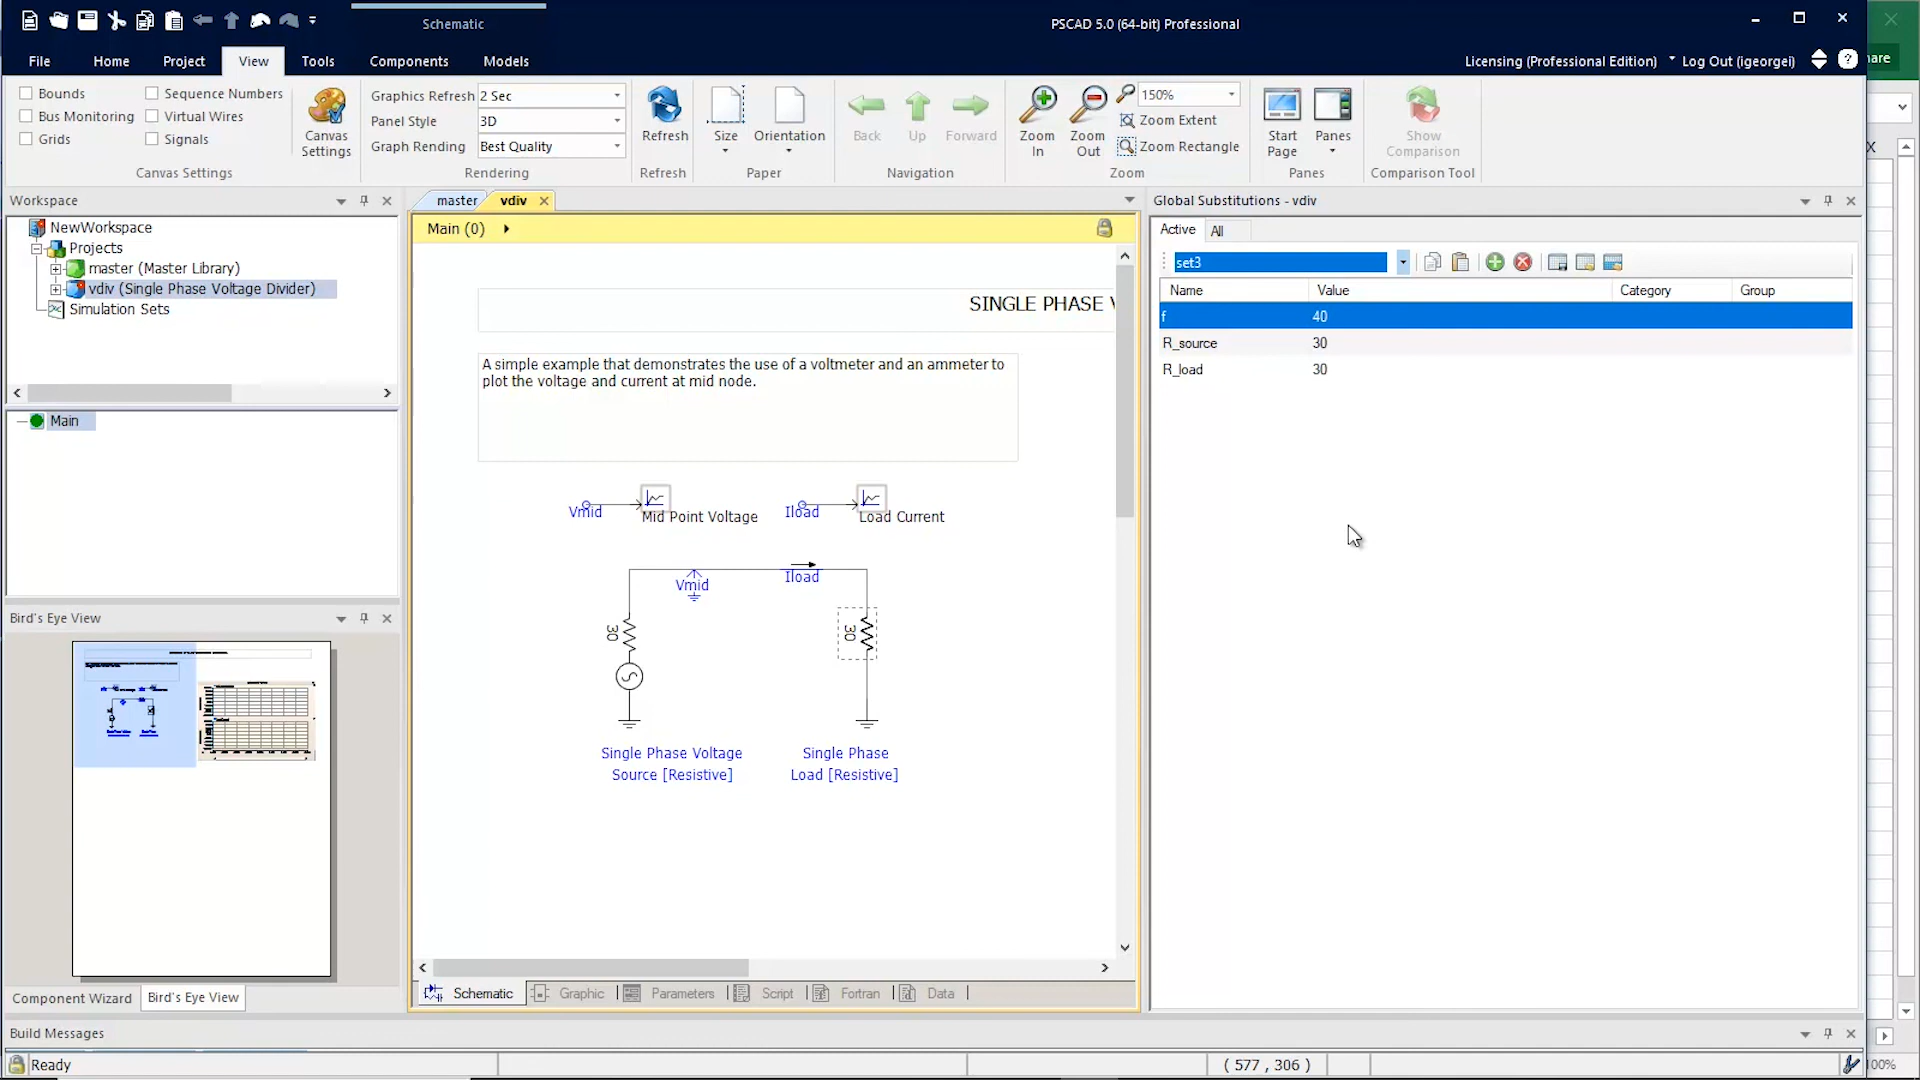 Schematic
PSCAD 5.0 (64-bit) Professional
File Home Project View Tools Components Models
Licensing (Professional Edition) Log Out (igeorgei)
are
Bounds Sequence Numbers
Bus Monitoring Virtual Wires
Grids Signals
Canvas Settings
Canvas Settings
Graphics Refresh 2 Sec
Panel Style 3D
Graph Rending Best Quality
Rendering
Refresh
Refresh
Size Orientation
Paper
Back Up Forward
Navigation
Zoom In
Zoom Out
150%
Zoom Extent
Zoom Rectangle
Zoom
Start Page
Panes
Panes
Show Comparison
Comparison Tool
X
Workspace
NewWorkspace
Projects
master (Master Library)
vdiv (Single Phase Voltage Divider)
Simulation Sets
Main
Bird's Eye View
Component Wizard Bird's Eye View
master vdiv
Main (0)
SINGLE PHASE V
A simple example that demonstrates the use of a voltmeter and an ammeter to
plot the voltage and current at mid node.
Vmid Mid Point Voltage Iload Load Current
Vmid Iload
30 30
Single Phase Voltage
Source [Resistive]
Single Phase
Load [Resistive]
Schematic Graphic Parameters Script Fortran Data
Global Substitutions - vdiv
Active All
set3
Name Value Category Group
f 40
R_source 30
R_load 30
Build Messages
Ready
( 577 , 306 )
100%